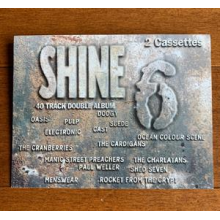 2 Cassettes
SHINE 6
40 TRACK DOUBLE ALBUM
DODGY
OASIS PULP SUEDE
ELECTRONIC CAST
OCEAN COLOUR SCENE
THE CRANBERRIES THE CARDIGANS
MANIC STREET PREACHERS THE CHARLATANS
PAUL WELLER SHED SEVEN
MENSWEAR ROCKET FROM THE CRYPT